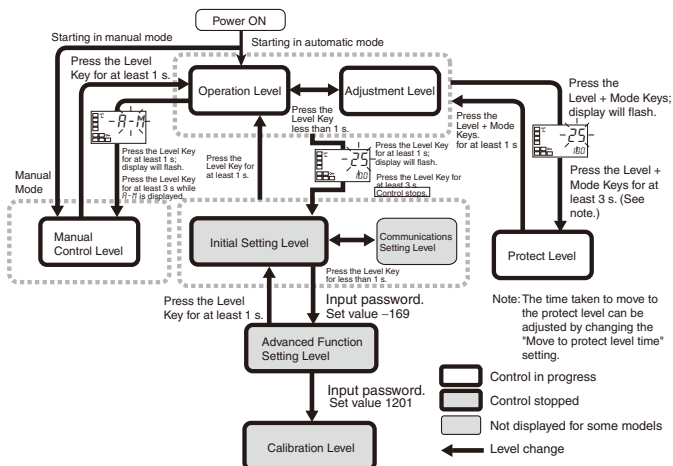 Power ON
Starting in manual mode
Starting in automatic mode
Press the Level
Key for at least 1 s.
Operation Level
Adjustment Level
Press the
Level Key
less than 1 s.
Press the
Level + Mode
Keys.
for at least 1 s
Press the
Level + Mode Keys;
display will flash.
A-M
Press the Level Key
for at least 1 s;
display will flash.
Press the Level Key
for at least 3 s while
A-M is displayed.
Press the
Level Key for
at least 1 s.
-25
100
Press the Level Key
for at least 1 s;
display will flash.
Press the Level Key for
at least 3 s.
Control stops.
-25
100
Press the Level +
Mode Keys for at
least 3 s. (See
note.)
Manual
Mode
Manual
Control Level
Initial Setting Level
Communications
Setting Level
Protect Level
Press the Level Key
for less than 1 s.
Press the Level
Key for at least 1 s.
Input password.
Set value −169
Note: The time taken to move to
the protect level can be
adjusted by changing the
"Move to protect level time"
setting.
Advanced Function
Setting Level
Input password.
Set value 1201
Calibration Level
Control in progress
Control stopped
Not displayed for some models
Level change